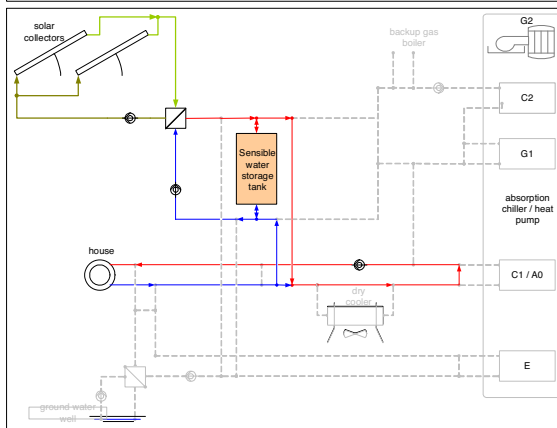 solar
collectors
backup gas
boiler
G2
C2
G1
Sensible
water
storage
tank
absorption
chiller / heat
pump
house
C1 / A0
dry
cooler
E
ground water
well